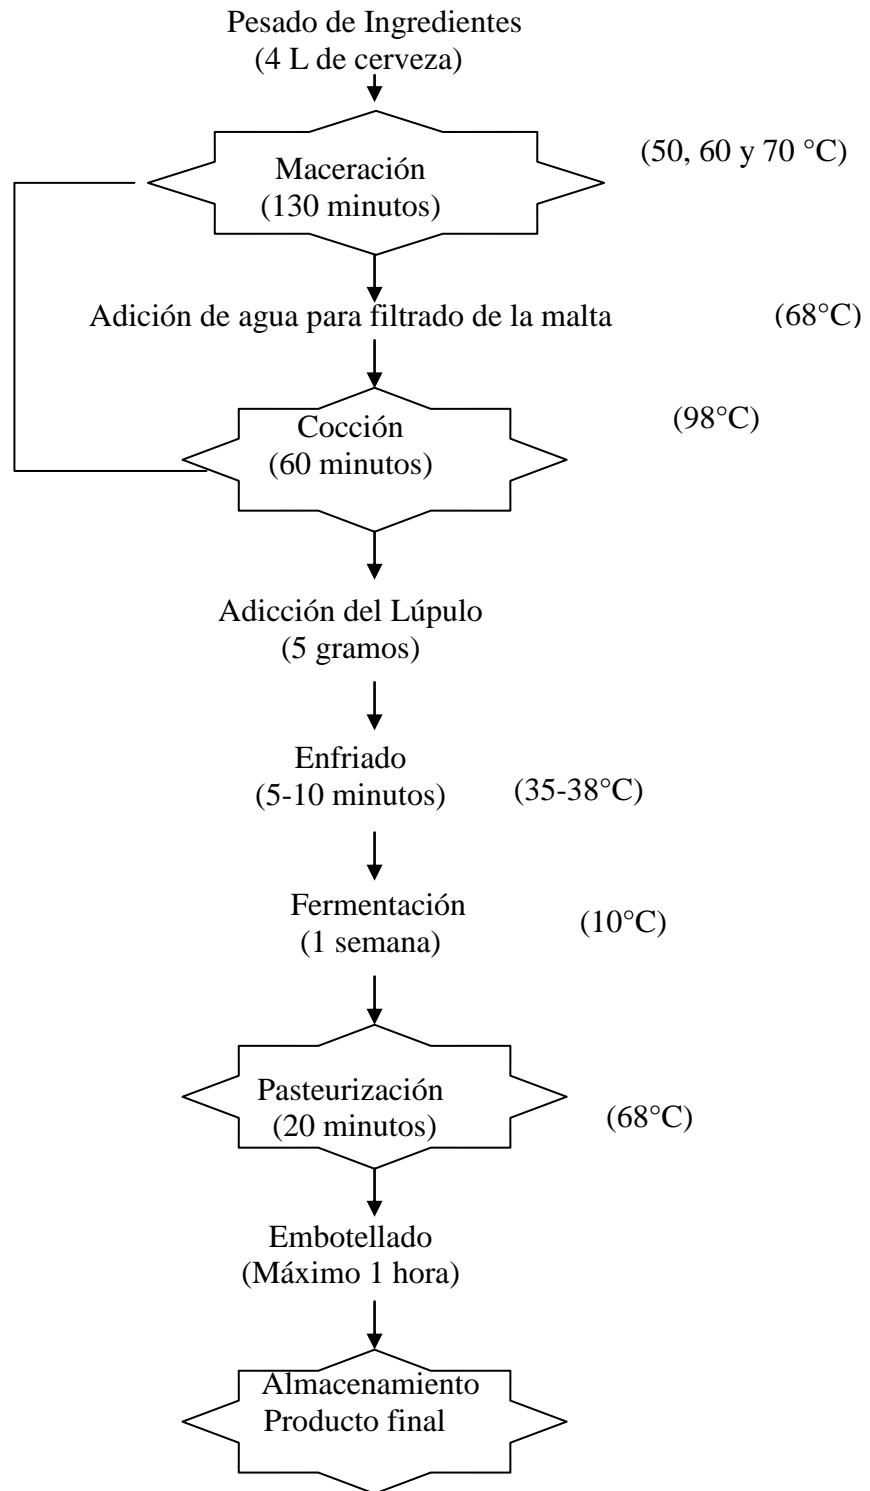 Pesado de Ingredientes
(4 L de cerveza)
Maceración
(130 minutos)
(50, 60 y 70 °C)
Adición de agua para filtrado de la malta
(68°C)
Cocción
(60 minutos)
(98°C)
Adicción del Lúpulo
(5 gramos)
Enfriado
(5-10 minutos)
(35-38°C)
Fermentación
(1 semana)
(10°C)
Pasteurización
(20 minutos)
(68°C)
Embotellado
(Máximo 1 hora)
Almacenamiento
Producto final